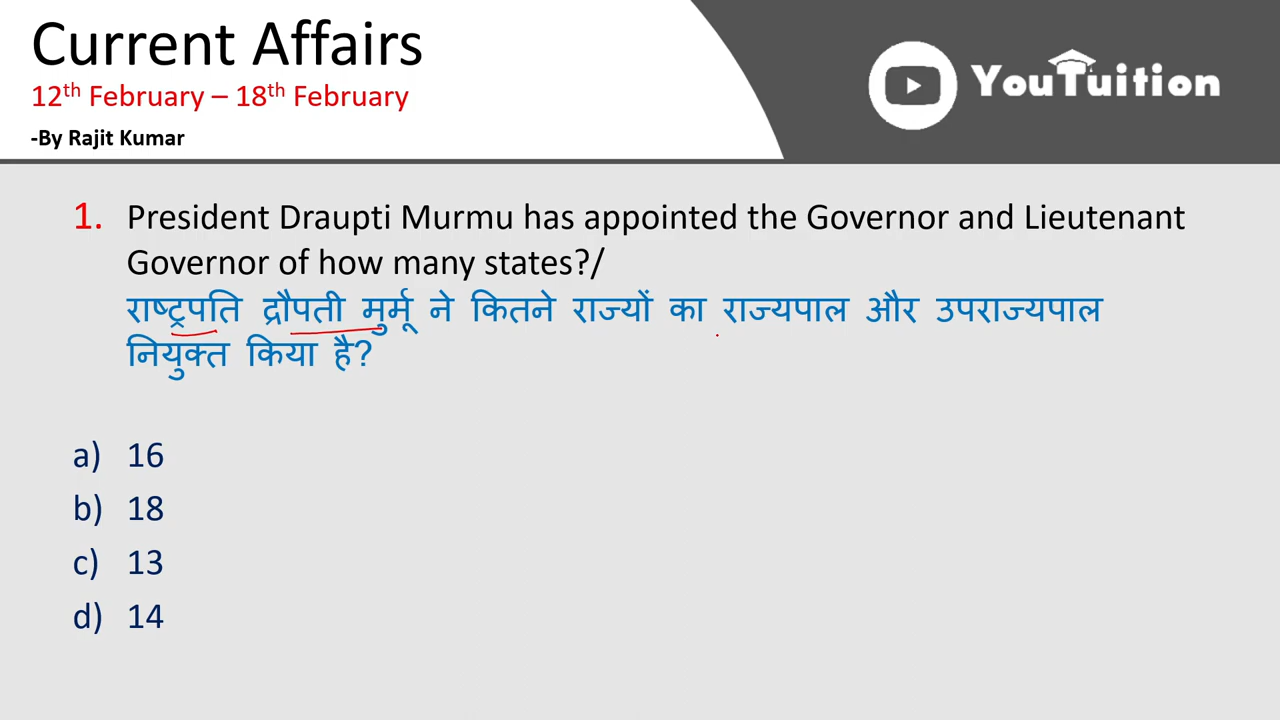 Current Affairs
12th February – 18th February
-By Rajit Kumar
YouTuition
1. President Draupti Murmu has appointed the Governor and Lieutenant
Governor of how many states?/
राष्ट्रपति द्रौपती मुर्मू ने कितने राज्यों का राज्यपाल और उपराज्यपाल
नियुक्त किया है?
a) 16
b) 18
c) 13
d) 14